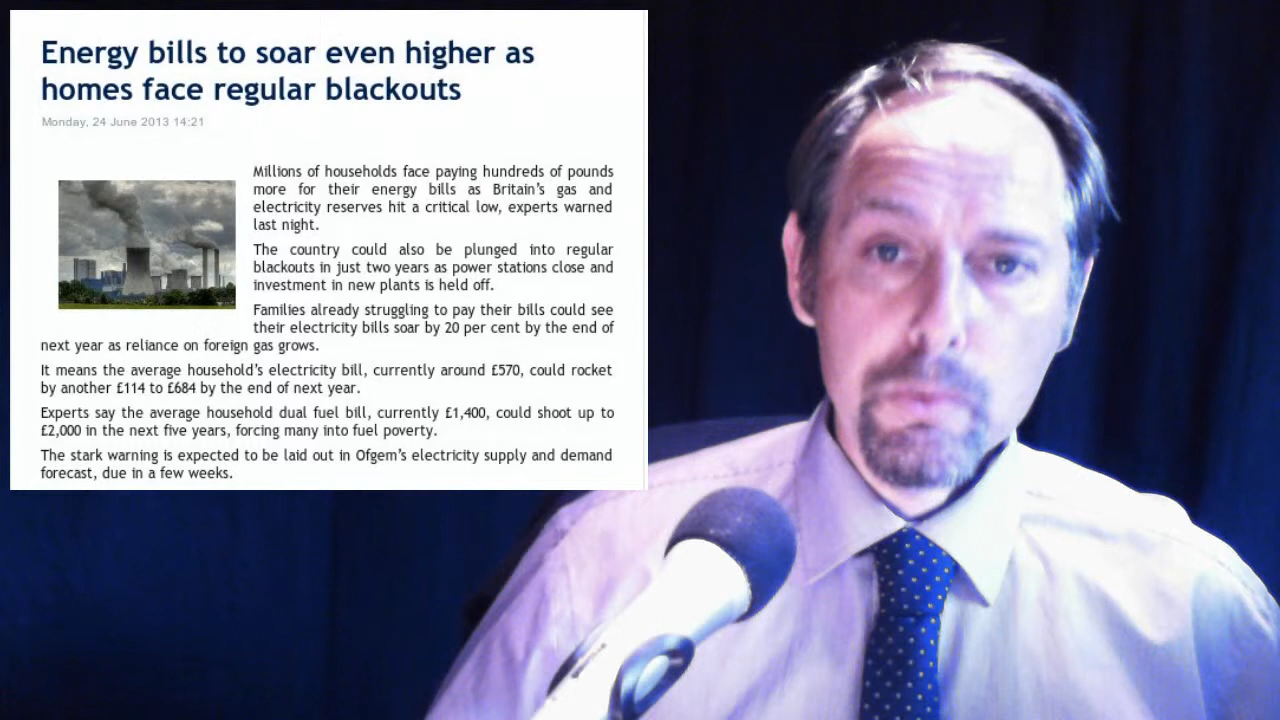 Energy bills to soar even higher as
homes face regular blackouts
Monday, 24 June 2013 14:21
Millions of households face paying hundreds of pounds
more for their energy bills as Britain’s gas and
electricity reserves hit a critical low, experts warned
last night.
The country could also be plunged into regular
blackouts in just two years as power stations close and
investment in new plants is held off.
Families already struggling to pay their bills could see
their electricity bills soar by 20 per cent by the end of
next year as reliance on foreign gas grows.
It means the average household’s electricity bill, currently around £570, could rocket
by another £114 to £684 by the end of next year.
Experts say the average household dual fuel bill, currently £1,400, could shoot up to
£2,000 in the next five years, forcing many into fuel poverty.
The stark warning is expected to be laid out in Ofgem’s electricity supply and demand
forecast, due in a few weeks.